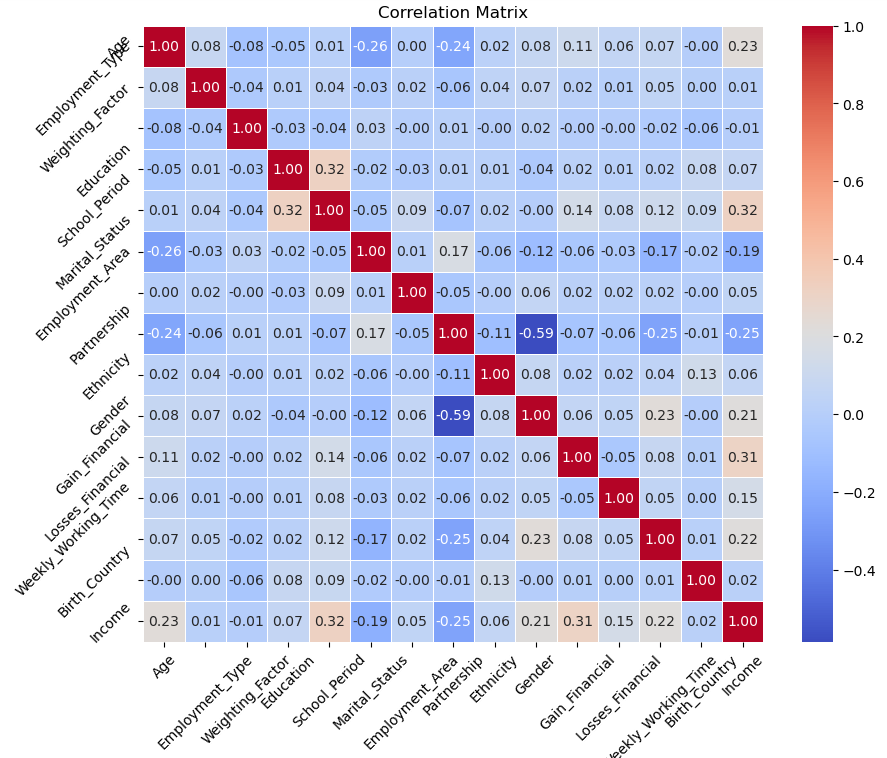 Correlation Matrix
Age 1.00 0.08 -0.08 -0.05 0.01 -0.26 0.00 -0.24 0.02 0.08 0.11 0.06 0.07 -0.00 0.23
Employment_Type 0.08 1.00 -0.04 0.01 0.04 -0.03 0.02 -0.06 0.04 0.07 0.02 0.01 0.05 0.00 0.01
Weighting_Factor -0.08 -0.04 1.00 -0.03 -0.04 0.03 -0.00 0.01 -0.00 0.02 -0.00 -0.00 -0.02 -0.06 -0.01
Education -0.05 0.01 -0.03 1.00 0.32 -0.02 -0.03 0.01 0.01 -0.04 0.02 0.01 0.02 0.08 0.07
School_Period 0.01 0.04 -0.04 0.32 1.00 -0.05 0.09 -0.07 0.02 -0.00 0.14 0.08 0.12 0.09 0.32
Marital_Status -0.26 -0.03 0.03 -0.02 -0.05 1.00 0.01 0.17 -0.06 -0.12 -0.06 -0.03 -0.17 -0.02 -0.19
Employment_Area 0.00 0.02 -0.00 -0.03 0.09 0.01 1.00 -0.05 -0.00 0.06 0.02 0.02 0.02 -0.00 0.05
Partnership -0.24 -0.06 0.01 0.01 -0.07 0.17 -0.05 1.00 -0.11 -0.59 -0.07 -0.06 -0.25 -0.01 -0.25
Ethnicity 0.02 0.04 -0.00 0.01 0.02 -0.06 -0.00 -0.11 1.00 0.08 0.02 0.02 0.04 0.13 0.06
Gender 0.08 0.07 0.02 -0.04 -0.00 -0.12 0.06 -0.59 0.08 1.00 0.06 0.05 0.23 -0.00 0.21
Gain_Financial 0.11 0.02 -0.00 0.02 0.14 -0.06 0.02 -0.07 0.02 0.06 1.00 -0.05 0.08 0.01 0.31
Losses_Financial 0.06 0.01 -0.00 0.01 0.08 -0.03 0.02 -0.06 0.02 0.05 -0.05 1.00 0.05 0.00 0.15
Weekly_Working_Time 0.07 0.05 -0.02 0.02 0.12 -0.17 0.02 -0.25 0.04 0.23 0.08 0.05 1.00 0.01 0.22
Birth_Country -0.00 0.00 -0.06 0.08 0.09 -0.02 -0.00 -0.01 0.13 -0.00 0.01 0.00 0.01 1.00 0.02
Income 0.23 0.01 -0.01 0.07 0.32 -0.19 0.05 -0.25 0.06 0.21 0.31 0.15 0.22 0.02 1.00
Age
Employment_Type
Weighting_Factor
Education
School_Period
Marital_Status
Employment_Area
Partnership
Ethnicity
Gender
Gain_Financial
Losses_Financial
Weekly_Working_Time
Birth_Country
Income
1.0
0.8
0.6
0.4
0.2
0.0
−0.2
−0.4